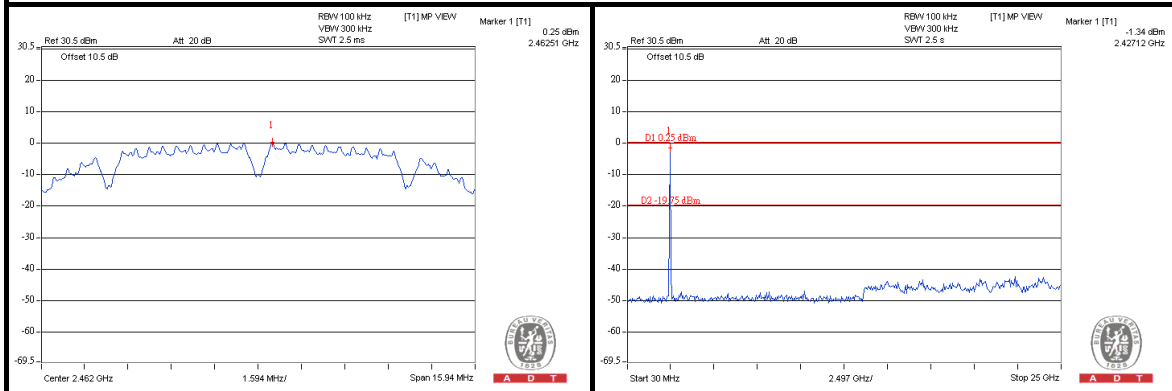 RBW 100 kHz [T1] MP VIEW
VBW 300 kHz
Ref 30.5 dBm Att 20 dB SWT 2.5 ms
Marker 1 [T1]
0.25 dBm
2.46251 GHz
30.5
Offset 10.5 dB
20
10
1
0
-10
-20
-30
-40
-50
-60
-69.5
Center 2.462 GHz 1.594 MHz/ Span 15.94 MHz
BUREAU VERITAS
1828
A D T
RBW 100 kHz [T1] MP VIEW
VBW 300 kHz
Ref 30.5 dBm Att 20 dB SWT 2.5 s
Marker 1 [T1]
-1.34 dBm
2.42712 GHz
30.5
Offset 10.5 dB
20
10
1
D1 0.25 dBm
0
-10
D2 -19.75 dBm
-20
-30
-40
-50
-60
-69.5
Start 30 MHz 2.497 GHz/ Stop 25 GHz
BUREAU VERITAS
1828
A D T